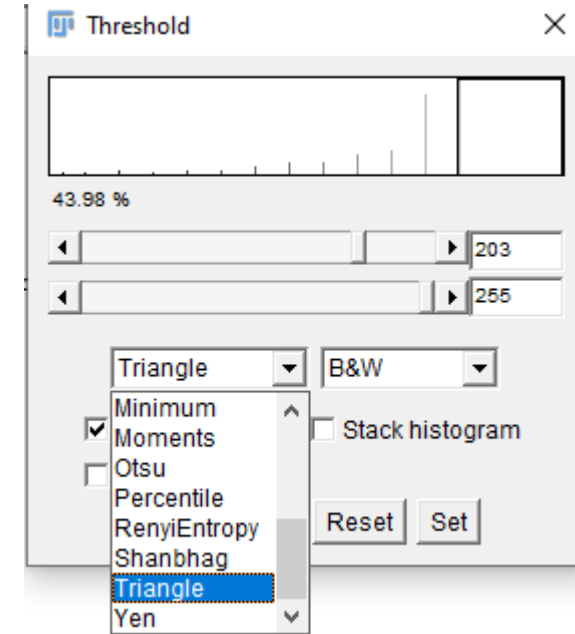 Threshold
43.98 %
203
255
Triangle B&W
Minimum
Moments Stack histogram
Otsu
Percentile
RenyiEntropy Reset Set
Shanbhag
Triangle
Yen